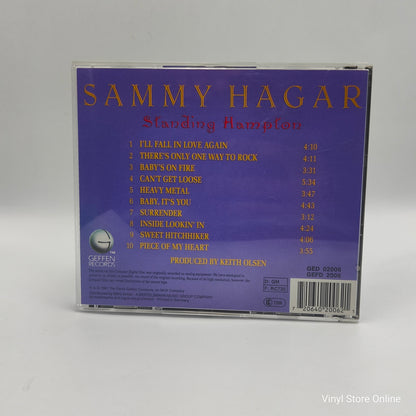 SAMMY HAGAR
Standing Hampton
1 I'LL FALL IN LOVE AGAIN 4:10
2 THERE'S ONLY ONE WAY TO ROCK 4:11
3 BABY'S ON FIRE 3:31
4 CAN'T GET LOOSE 5:34
5 HEAVY METAL 3:47
6 BABY, IT'S YOU 4:43
7 SURRENDER 3:12
8 INSIDE LOOKIN' IN 4:24
9 SWEET HITCHHIKER 4:06
10 PIECE OF MY HEART 3:55
PRODUCED BY KEITH OLSEN
GEFFEN
RECORDS
GED 02006
GEFD 2006
D: GM
Vinyl Store Online